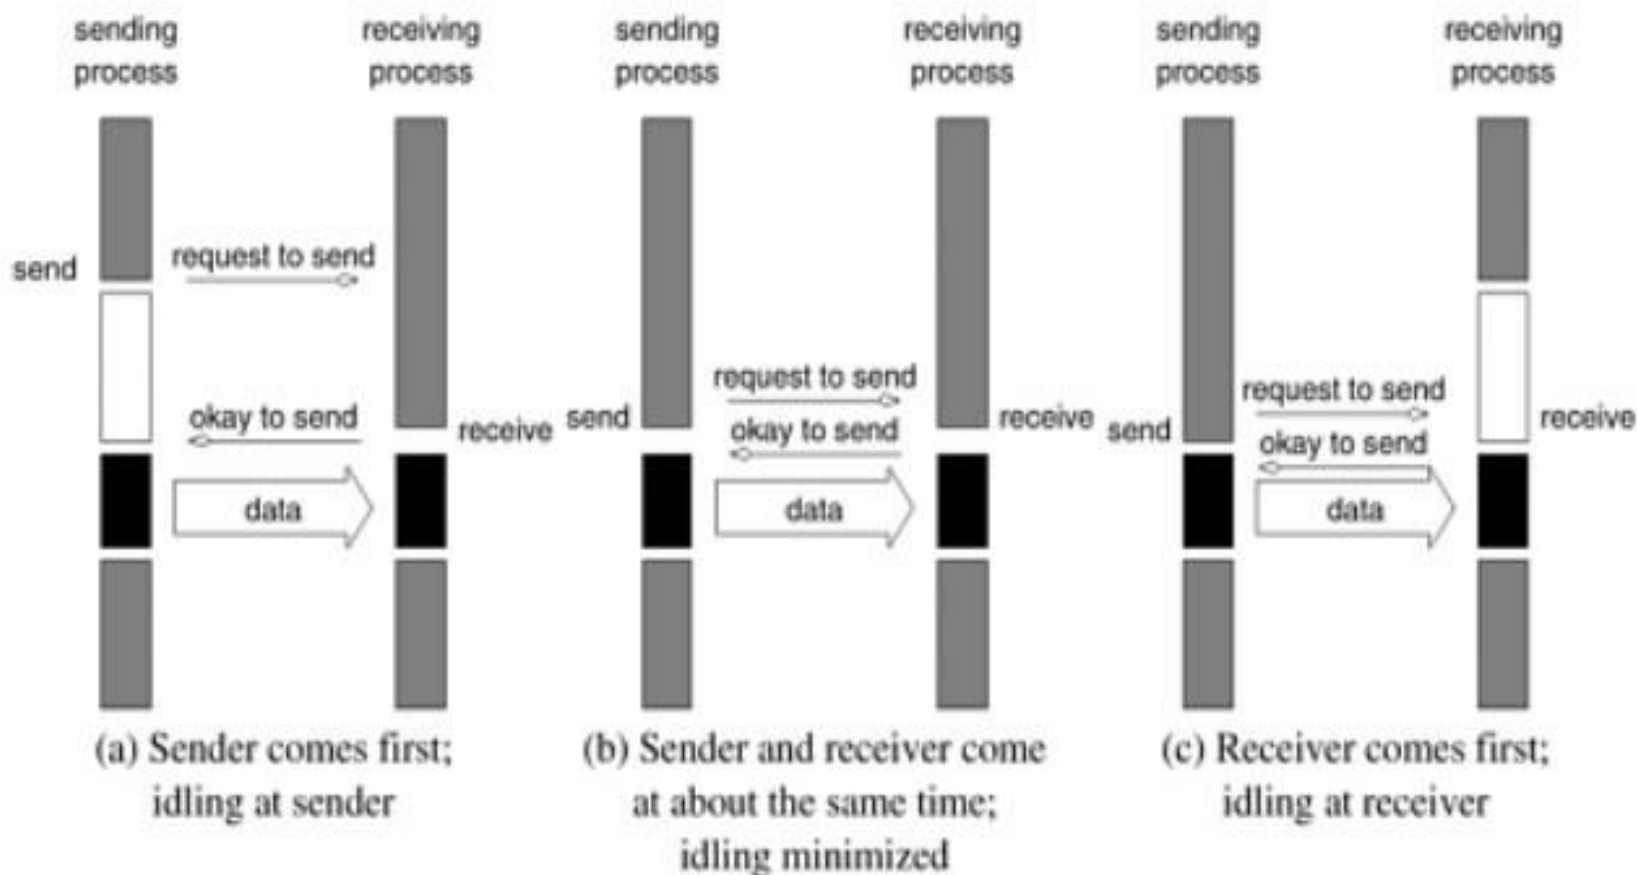 sending
process
receiving
process
send
request to send
okay to send
receive
data
(a) Sender comes first;
idling at sender
sending
process
receiving
process
request to send
send
okay to send
receive
data
(b) Sender and receiver come
at about the same time;
idling minimized
sending
process
receiving
process
request to send
send
okay to send
receive
data
(c) Receiver comes first;
idling at receiver